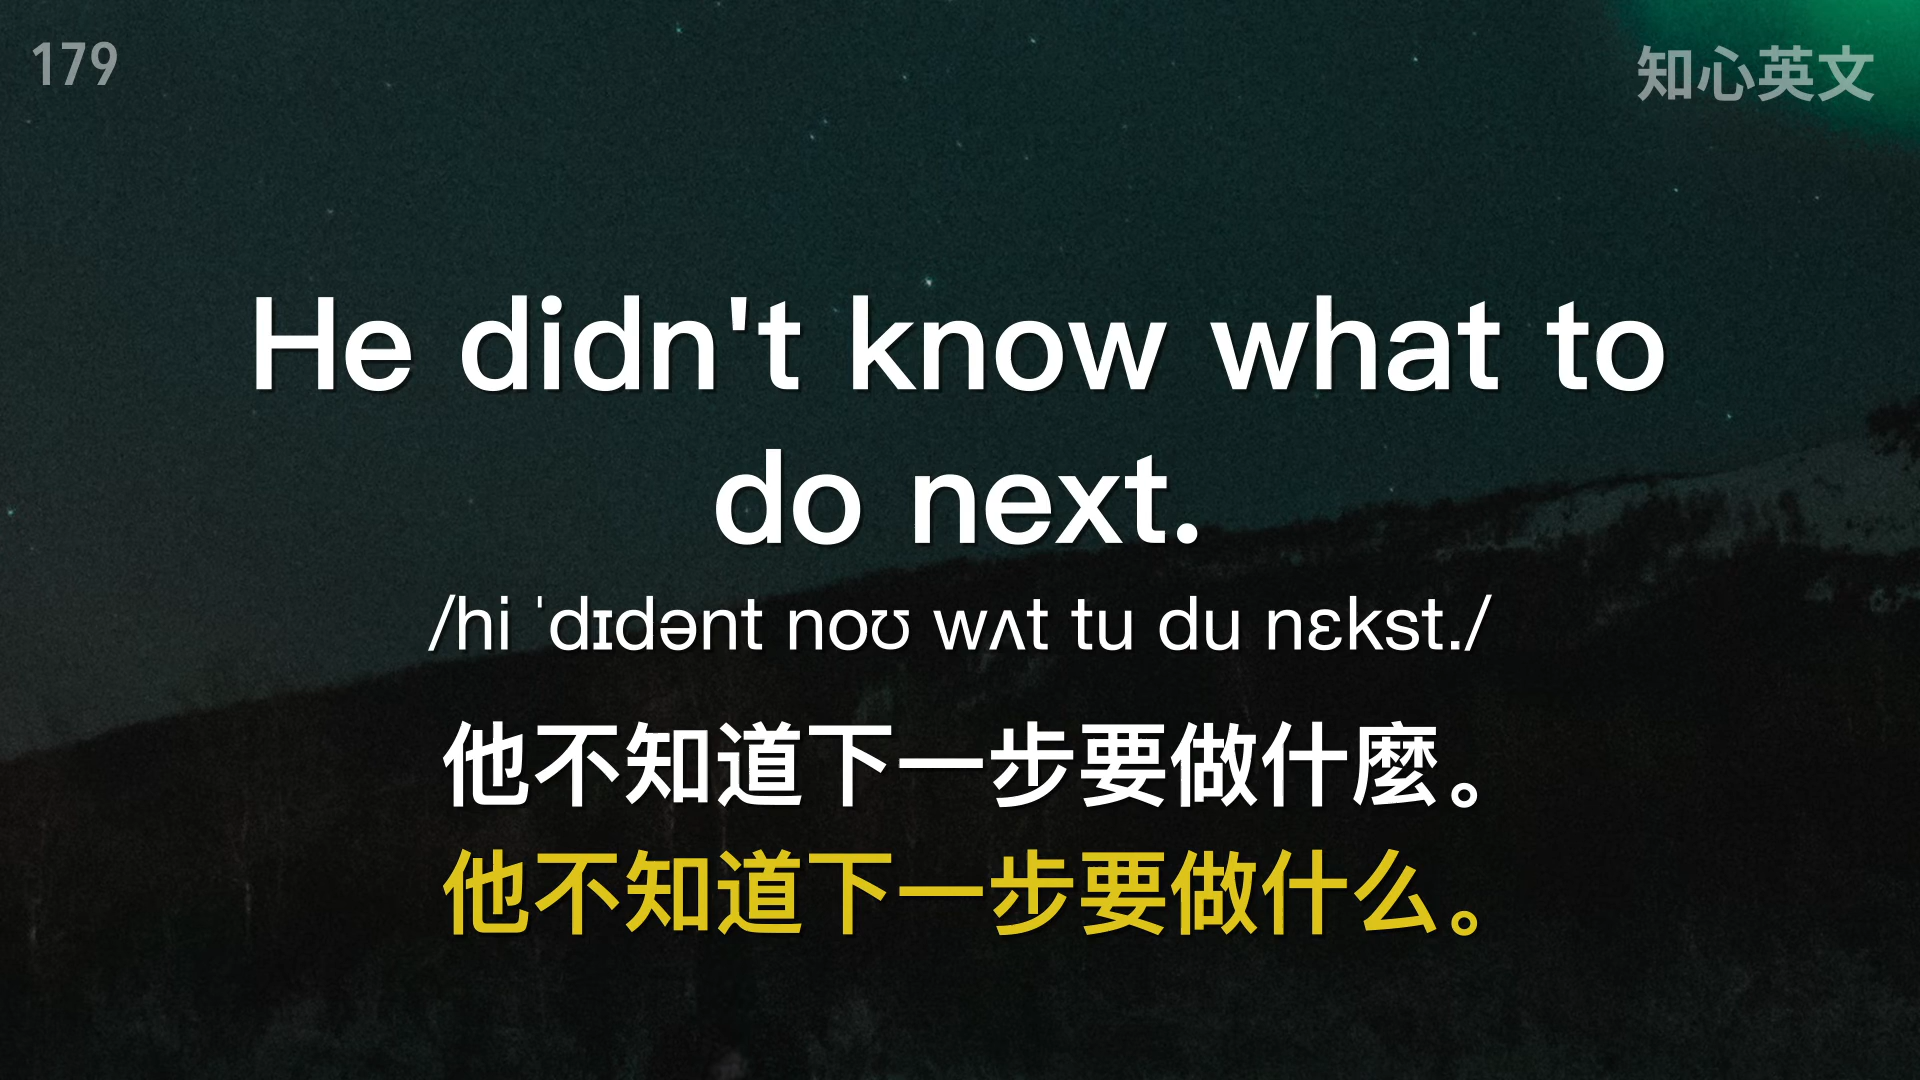 179
知心英文
He didn't know what to
do next.
/hi ˈdɪdənt noʊ wʌt tu du nɛkst./
他不知道下一步要做什麼。
他不知道下一步要做什么。